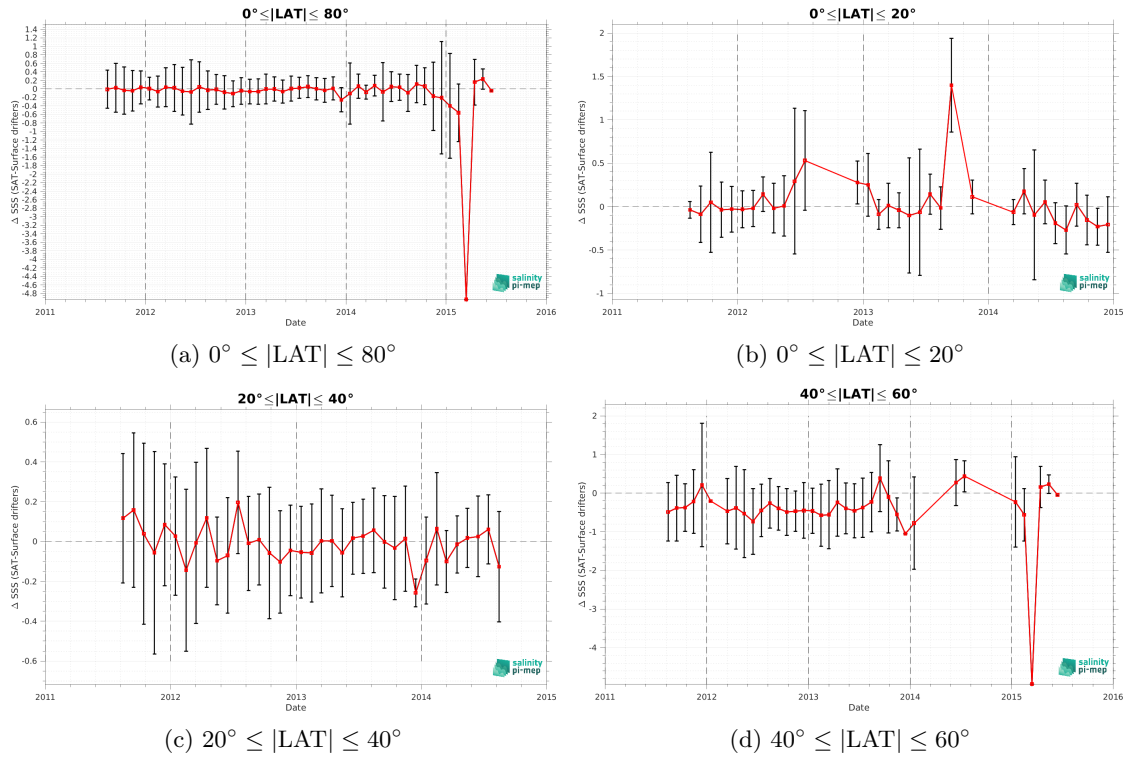 0°≤|LAT|≤ 80°
1.4
1.2
1
0.8
0.6
0.4
0.2
0
-0.2
-0.4
-0.6
-0.8
-1
-1.2
-1.4
-1.6
-1.8
-2
-2.2
-2.4
-2.6
-2.8
-3
-3.2
-3.4
-3.6
-3.8
-4
-4.2
-4.4
-4.6
-4.8
Δ SSS (SAT-Surface drifters)
2011 2012 2013 2014 2015 2016
Date
salinity
pi-mep
(a) 0° ≤ |LAT| ≤ 80°
0°≤|LAT|≤ 20°
2
1.5
1
0.5
0
-0.5
-1
Δ SSS (SAT-Surface drifters)
2011 2012 2013 2014 2015
Date
salinity
pi-mep
(b) 0° ≤ |LAT| ≤ 20°
20°≤|LAT|≤ 40°
0.6
0.4
0.2
0
-0.2
-0.4
-0.6
Δ SSS (SAT-Surface drifters)
2011 2012 2013 2014 2015
Date
salinity
pi-mep
(c) 20° ≤ |LAT| ≤ 40°
40°≤|LAT|≤ 60°
2
1
0
-1
-2
-3
-4
Δ SSS (SAT-Surface drifters)
2011 2012 2013 2014 2015 2016
Date
salinity
pi-mep
(d) 40° ≤ |LAT| ≤ 60°